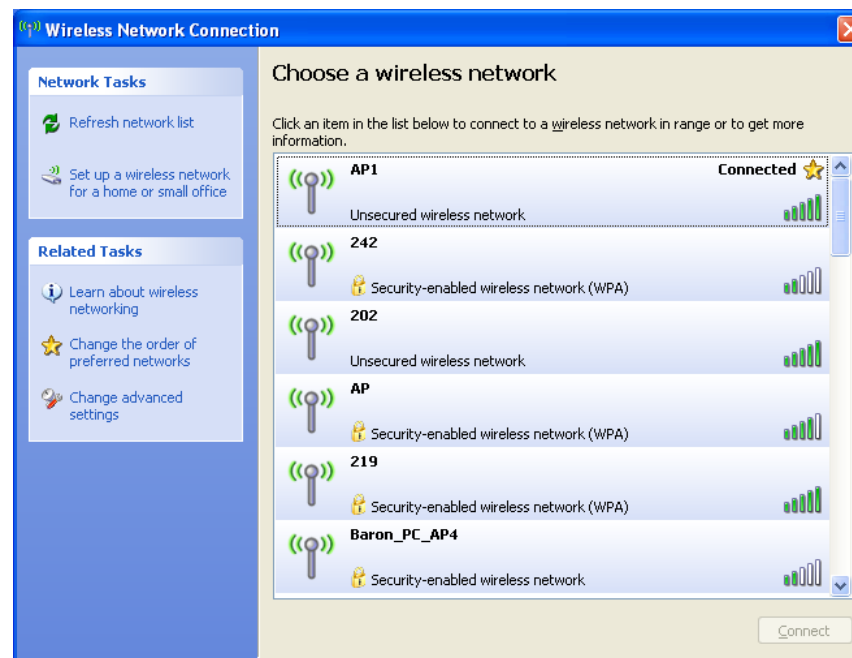 Wireless Network Connection
Network Tasks
Refresh network list
Set up a wireless network
for a home or small office
Related Tasks
Learn about wireless
networking
Change the order of
preferred networks
Change advanced
settings
Choose a wireless network
Click an item in the list below to connect to a wireless network in range or to get more
information.
AP1 Connected
Unsecured wireless network
242
Security-enabled wireless network (WPA)
202
Unsecured wireless network
AP
Security-enabled wireless network (WPA)
219
Security-enabled wireless network (WPA)
Baron_PC_AP4
Security-enabled wireless network
Connect